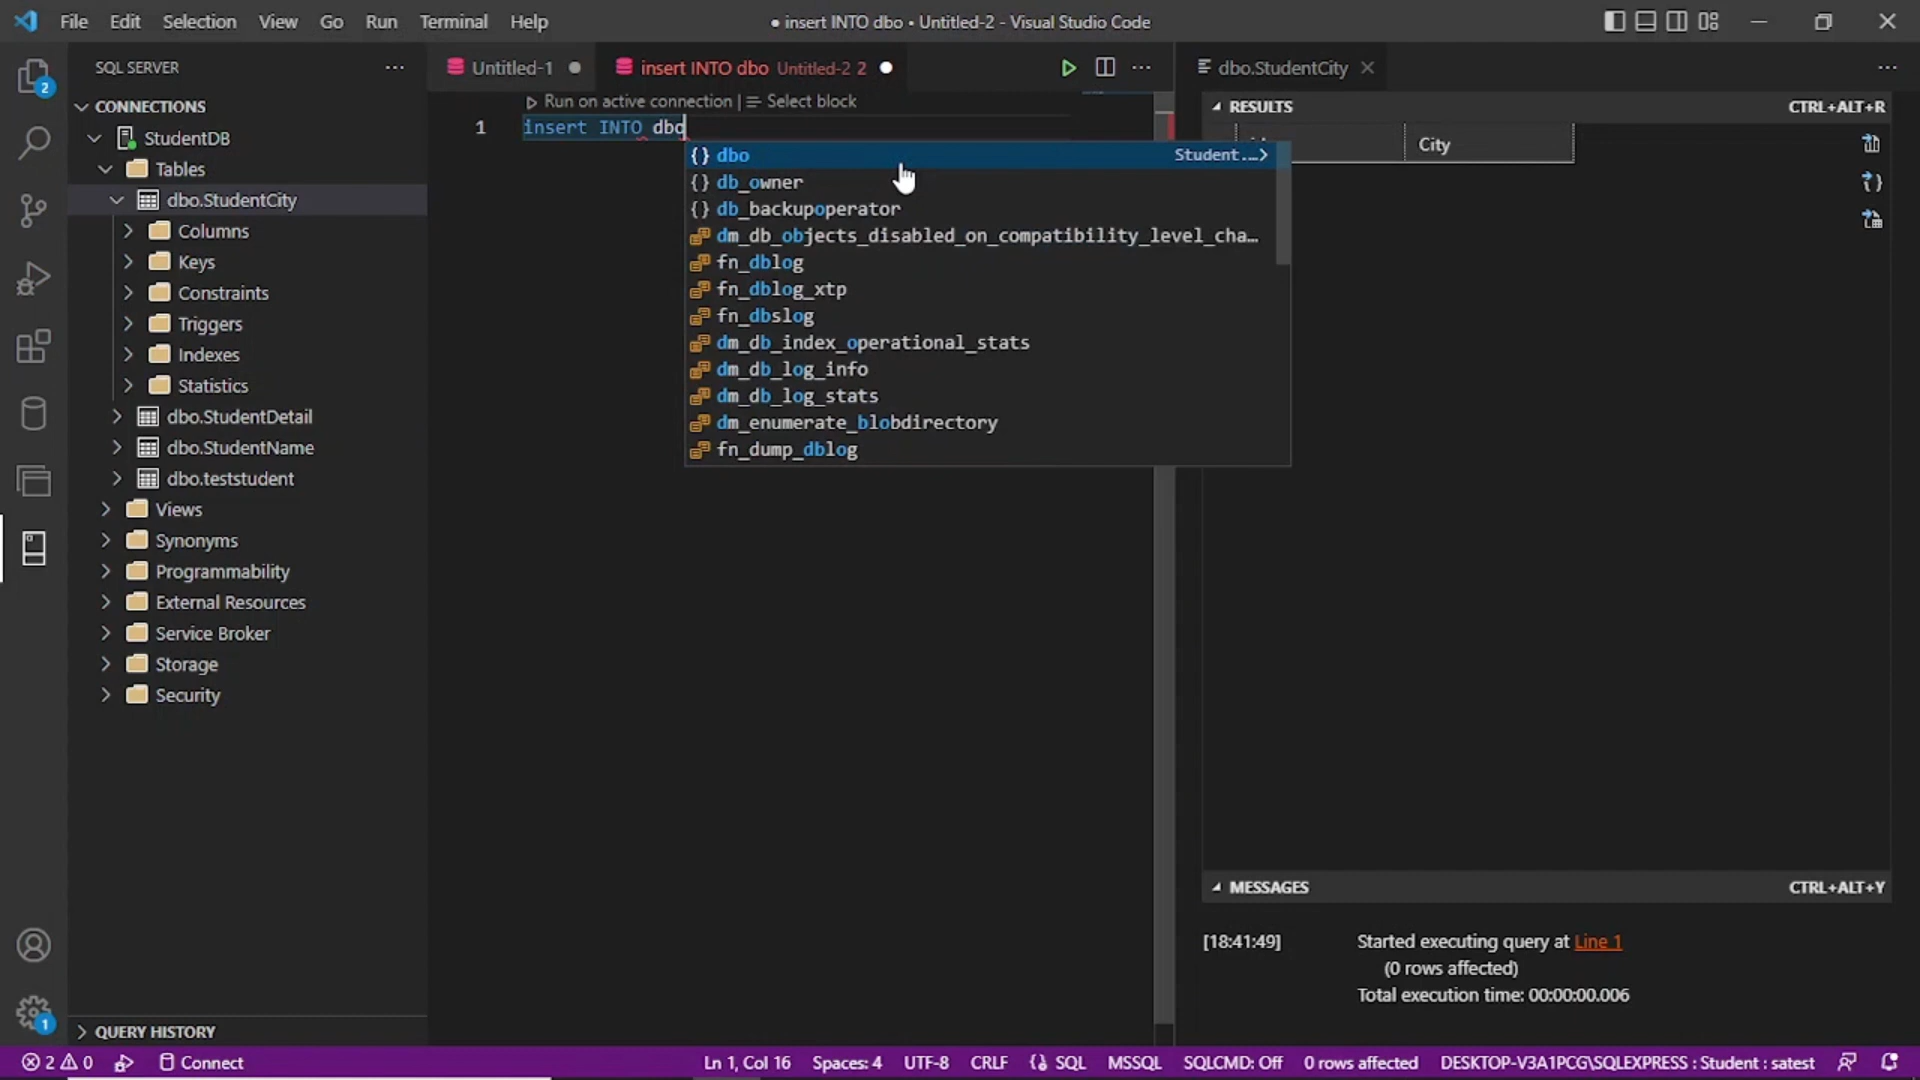 File Edit Selection View Go Run Terminal Help
● insert INTO dbo • Untitled-2 - Visual Studio Code
2
SQL SERVER
CONNECTIONS
StudentDB
Tables
dbo.StudentCity
Columns
Keys
Constraints
Triggers
Indexes
Statistics
dbo.StudentDetail
dbo.StudentName
dbo.teststudent
Views
Synonyms
Programmability
External Resources
Service Broker
Storage
Security
QUERY HISTORY
1
Untitled-1
insert INTO dbo Untitled-2 2
Run on active connection | Select block
1 insert INTO dbo
{} dbo Student...
{} db_owner
{} db_backupoperator
dm_db_objects_disabled_on_compatibility_level_cha...
fn_dblog
fn_dblog_xtp
fn_dbslog
dm_db_index_operational_stats
dm_db_log_info
dm_db_log_stats
dm_enumerate_blobdirectory
fn_dump_dblog
dbo.StudentCity
RESULTS CTRL+ALT+R
City
MESSAGES CTRL+ALT+Y
[18:41:49] Started executing query at Line 1
(0 rows affected)
Total execution time: 00:00:00.006
2 0 Connect Ln 1, Col 16 Spaces: 4 UTF-8 CRLF SQL MSSQL SQLCMD: Off 0 rows affected DESKTOP-V3A1PCG\SQLEXPRESS : Student : satest